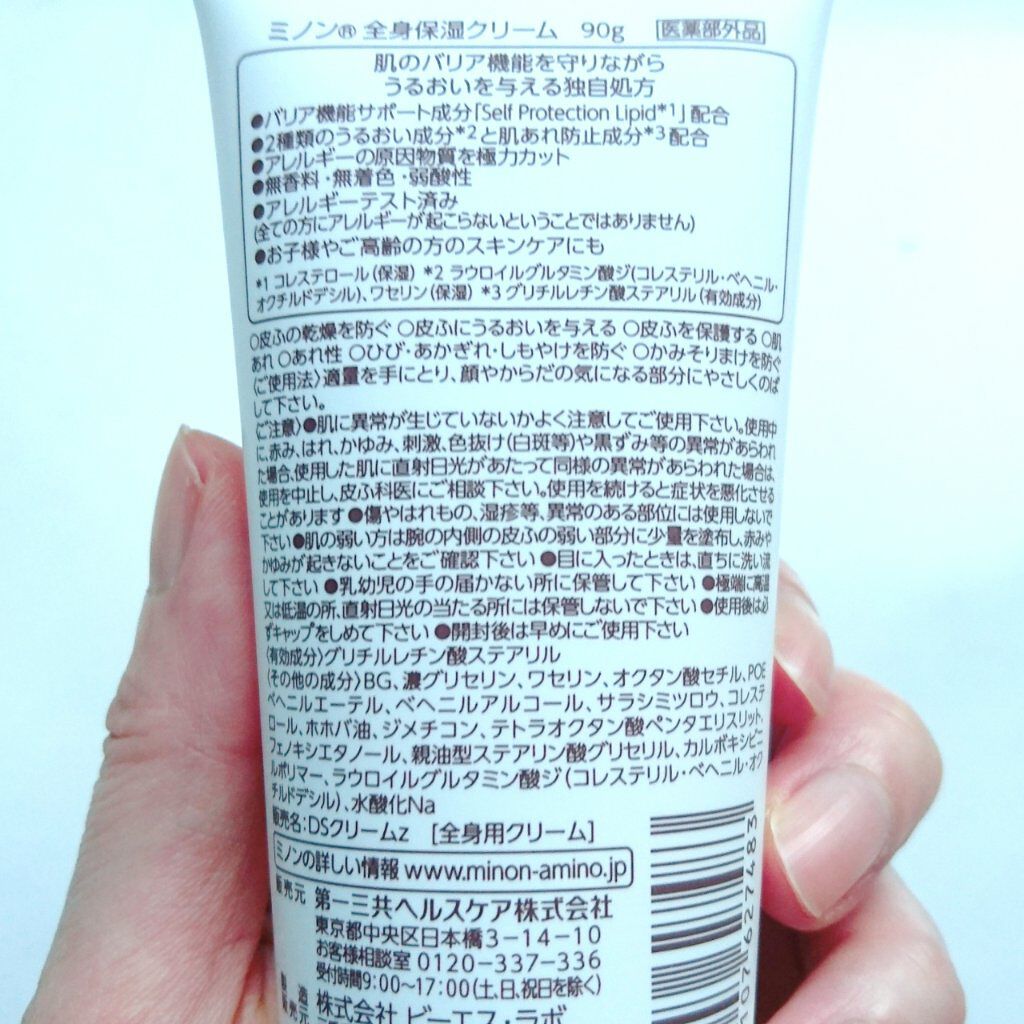 ミノン® 全身保湿クリーム 90g 医薬部外品
肌のバリア機能を守りながら
うるおいを与える独自処方
●バリア機能サポート成分「Self Protection Lipid*1」配合
●2種類のうるおい成分*2と肌あれ防止成分*3配合
●アレルギーの原因物質を極力カット
●無香料・無着色・弱酸性
●アレルギーテスト済み
(全ての方にアレルギーが起こらないということではありません)
●お子様やご高齢の方のスキンケアにも
*1 コレステロール(保湿) *2 ラウロイルグルタミン酸ジ(コレステリル・ベヘニル・
オクチルドデシル)、ワセリン(保湿) *3 グリチルレチン酸ステアリル(有効成分)
○皮ふの乾燥を防ぐ ○皮ふにうるおいを与える ○皮ふを保護する ○肌
あれ ○あれ性 ○ひび・あかぎれ・しもやけを防ぐ ○かみそりまけを防ぐ
〈ご使用法〉適量を手にとり、顔やからだの気になる部分にやさしくのば
して下さい。
〈ご注意〉●肌に異常が生じていないかよく注意してご使用下さい。使用中
に、赤み、はれ、かゆみ、刺激、色抜け(白斑等)や黒ずみ等の異常があらわれ
た場合、使用した肌に直射日光があたって同様の異常があらわれた場合は、
使用を中止し、皮ふ科医にご相談下さい。使用を続けると症状を悪化させる
ことがあります ●傷やはれもの、湿疹等、異常のある部位には使用しないで
下さい ●肌の弱い方は腕の内側の皮ふの弱い部分に少量を塗布し、赤みや
かゆみが起きないことをご確認下さい ●目に入ったときは、直ちに洗い流
して下さい ●乳幼児の手の届かない所に保管して下さい ●極端に高温
又は低温の所、直射日光の当たる所には保管しないで下さい ●使用後は必
ずキャップをしめて下さい ●開封後は早めにご使用下さい
〈有効成分〉グリチルレチン酸ステアリル
〈その他の成分〉BG、濃グリセリン、ワセリン、オクタン酸セチル、POE
ベヘニルエーテル、ベヘニルアルコール、サラシミツロウ、コレステ
ロール、ホホバ油、ジメチコン、テトラオクタン酸ペンタエリスリット、
フェノキシエタノール、親油型ステアリン酸グリセリル、カルボキシビニ
ルポリマー、ラウロイルグルタミン酸ジ(コレステリル・ベヘニル・オク
チルドデシル)、水酸化Na
販売名:DSクリームz [全身用クリーム]
ミノンの詳しい情報 www.minon-amino.jp
販売元 第一三共ヘルスケア株式会社
東京都中央区日本橋3-14-10
お客様相談室 0120-337-336
受付時間9:00~17:00(土、日、祝日を除く)
株式会社 ビーエス・ラボ